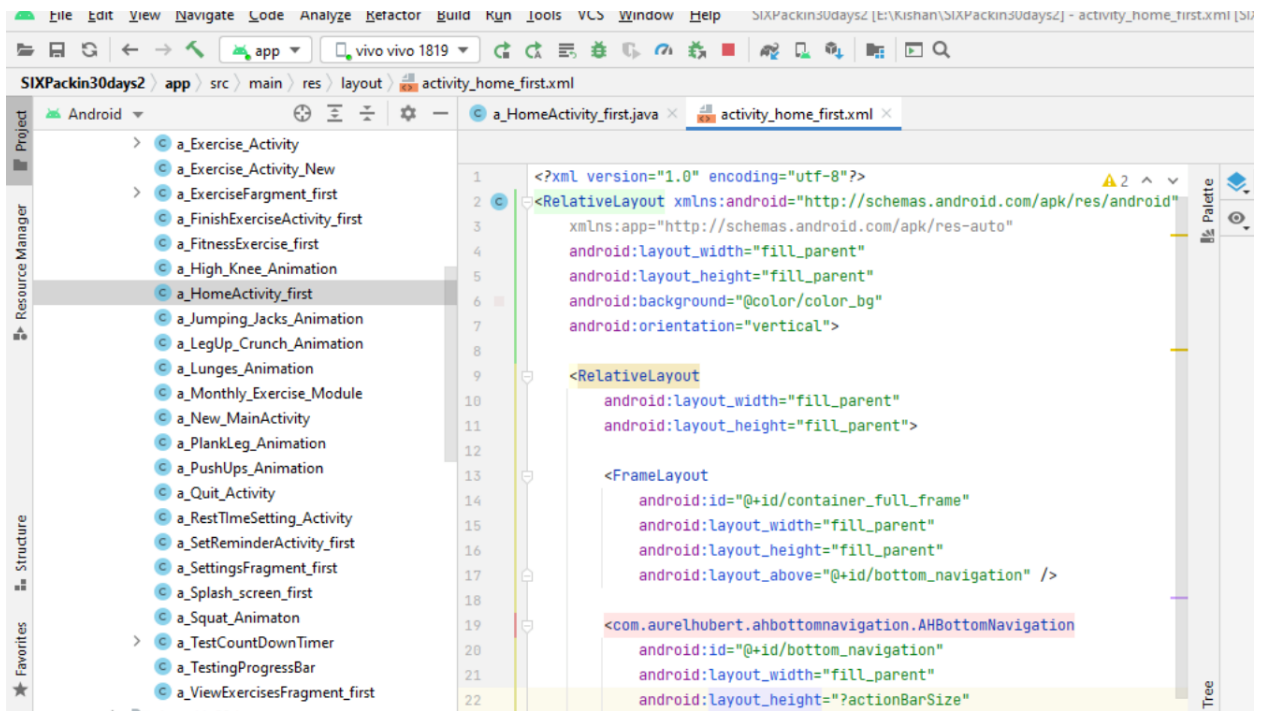 File Edit View Navigate Code Analyze Refactor Build Run Tools VCS Window Help SIXPackin30days2 [E:\Kishan\SIXPackin30days2] - activity_home_first.xml
app vivo vivo 1819
SIXPackin30days2 app src main res layout activity_home_first.xml
Project
Resource Manager
Structure
Favorites
Android
a_Exercise_Activity
a_Exercise_Activity_New
a_ExerciseFargment_first
a_FinishExerciseActivity_first
a_FitnessExercise_first
a_High_Knee_Animation
a_HomeActivity_first
a_Jumping_Jacks_Animation
a_LegUp_Crunch_Animation
a_Lunges_Animation
a_Monthly_Exercise_Module
a_New_MainActivity
a_PlankLeg_Animation
a_PushUps_Animation
a_Quit_Activity
a_RestTImeSetting_Activity
a_SetReminderActivity_first
a_SettingsFragment_first
a_Splash_screen_first
a_Squat_Animaton
a_TestCountDownTimer
a_TestingProgressBar
a_ViewExercisesFragment_first
a_HomeActivity_first.java activity_home_first.xml
2
1 <?xml version="1.0" encoding="utf-8"?>
2 <RelativeLayout xmlns:android="http://schemas.android.com/apk/res/android"
3 xmlns:app="http://schemas.android.com/apk/res-auto"
4 android:layout_width="fill_parent"
5 android:layout_height="fill_parent"
6 android:background="@color/color_bg"
7 android:orientation="vertical">
8
9 <RelativeLayout
10 android:layout_width="fill_parent"
11 android:layout_height="fill_parent">
12
13 <FrameLayout
14 android:id="@+id/container_full_frame"
15 android:layout_width="fill_parent"
16 android:layout_height="fill_parent"
17 android:layout_above="@+id/bottom_navigation" />
18
19 <com.aurelhubert.ahbottomnavigation.AHBottomNavigation
20 android:id="@+id/bottom_navigation"
21 android:layout_width="fill_parent"
22 android:layout_height="?actionBarSize"
Palette
Tree